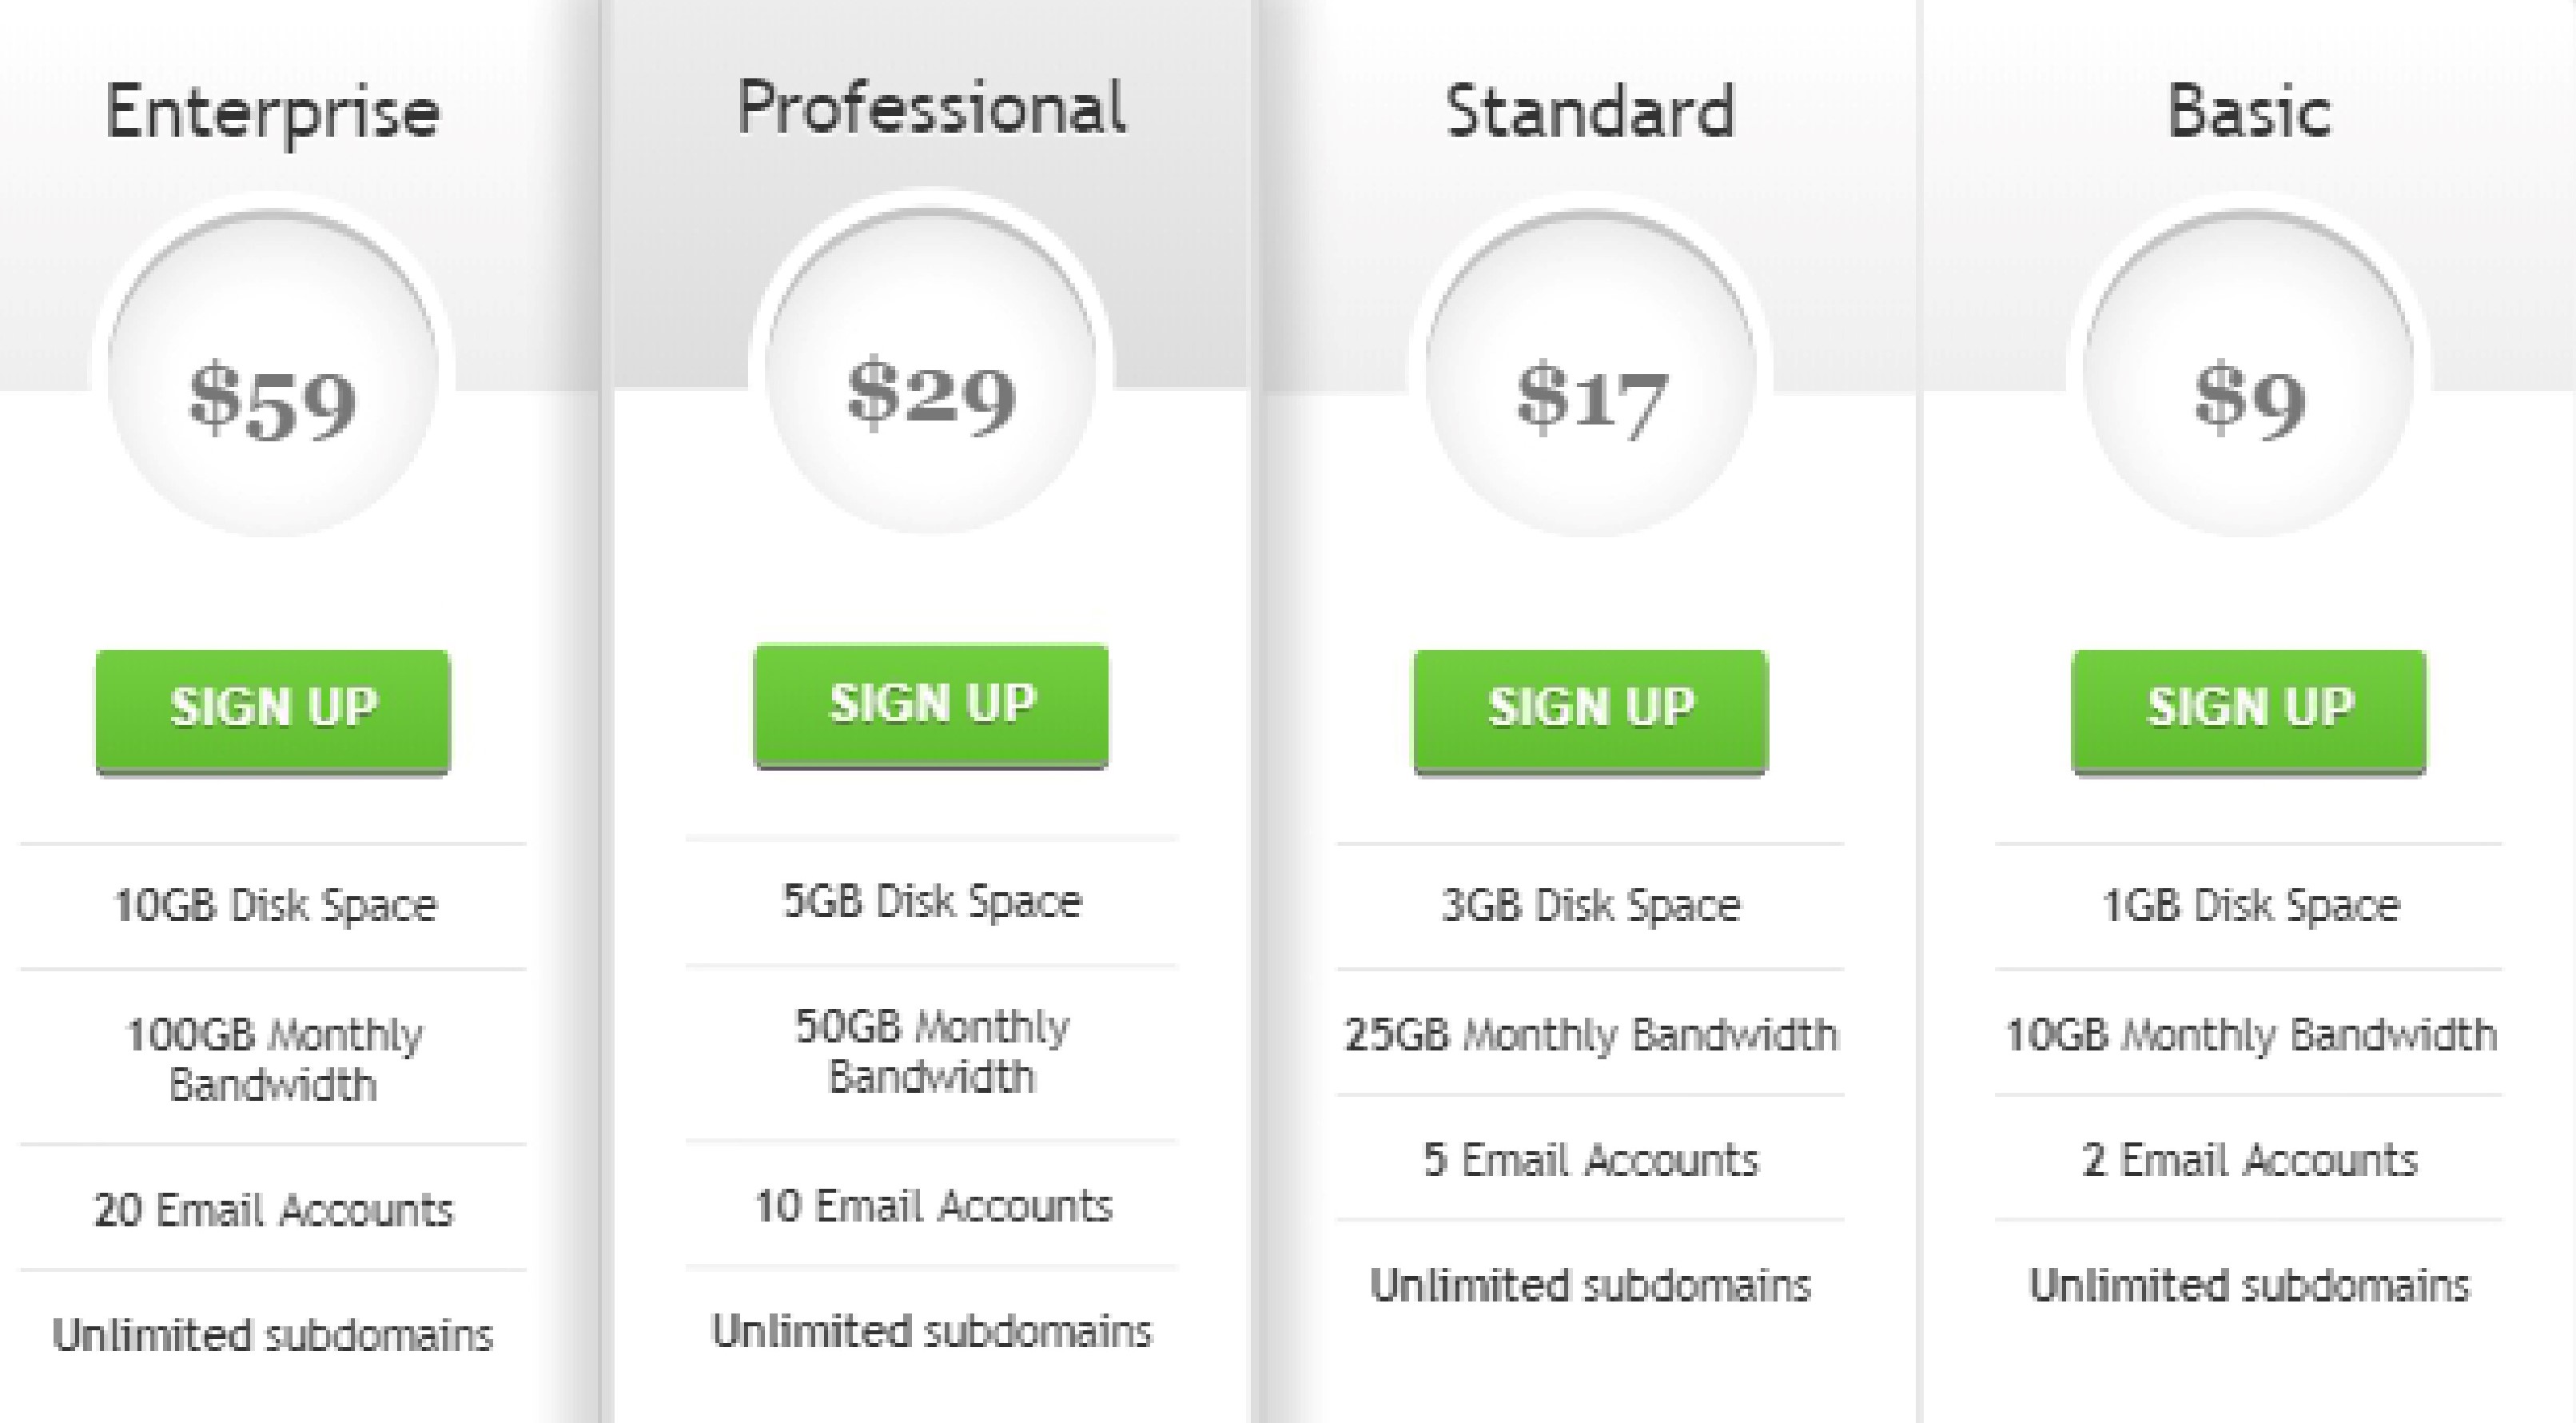 Enterprise
$59
SIGN UP
10GB Disk Space
100GB Monthly
Bandwidth
20 Email Accounts
Unlimited subdomains
Professional
$29
SIGN UP
5GB Disk Space
50GB Monthly
Bandwidth
10 Email Accounts
Unlimited subdomains
Standard
$17
SIGN UP
3GB Disk Space
25GB Monthly Bandwidth
5 Email Accounts
Unlimited subdomains
Basic
$9
SIGN UP
1GB Disk Space
10GB Monthly Bandwidth
2 Email Accounts
Unlimited subdomains